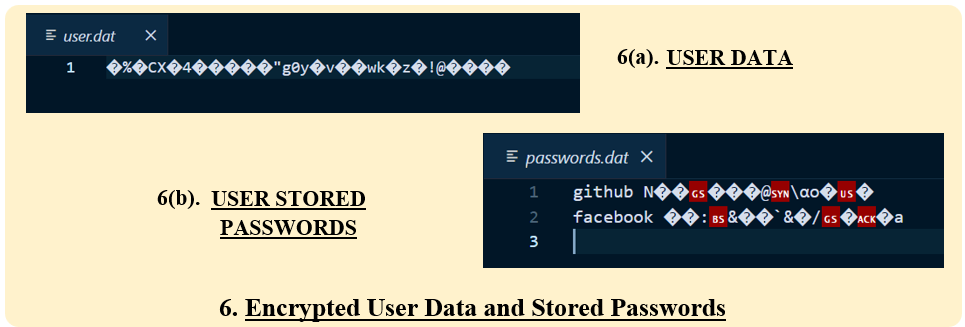 user.dat ×
1 �%�CX�4�����"g0y�v��wk�z�!@����
6(a). USER DATA
passwords.dat ×
1 github N��GS���@SYN\αo�US�
2 facebook ��:BS&��`&�/GS�ACK�a
3
6(b). USER STORED
PASSWORDS
6. Encrypted User Data and Stored Passwords